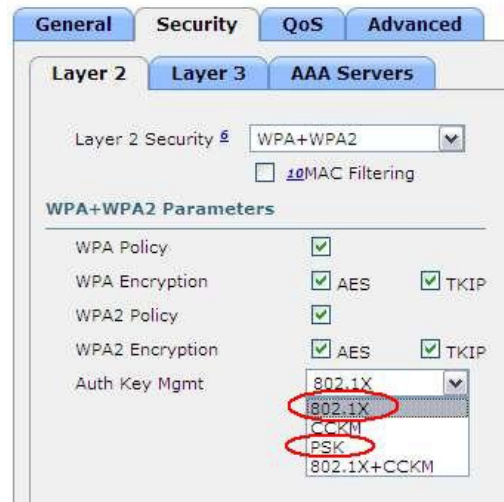 General Security QoS Advanced
Layer 2 Layer 3 AAA Servers
Layer 2 Security 6 WPA+WPA2
10MAC Filtering
WPA+WPA2 Parameters
WPA Policy
WPA Encryption AES TKIP
WPA2 Policy
WPA2 Encryption AES TKIP
Auth Key Mgmt 802.1X
802.1X
CCKM
PSK
802.1X+CCKM